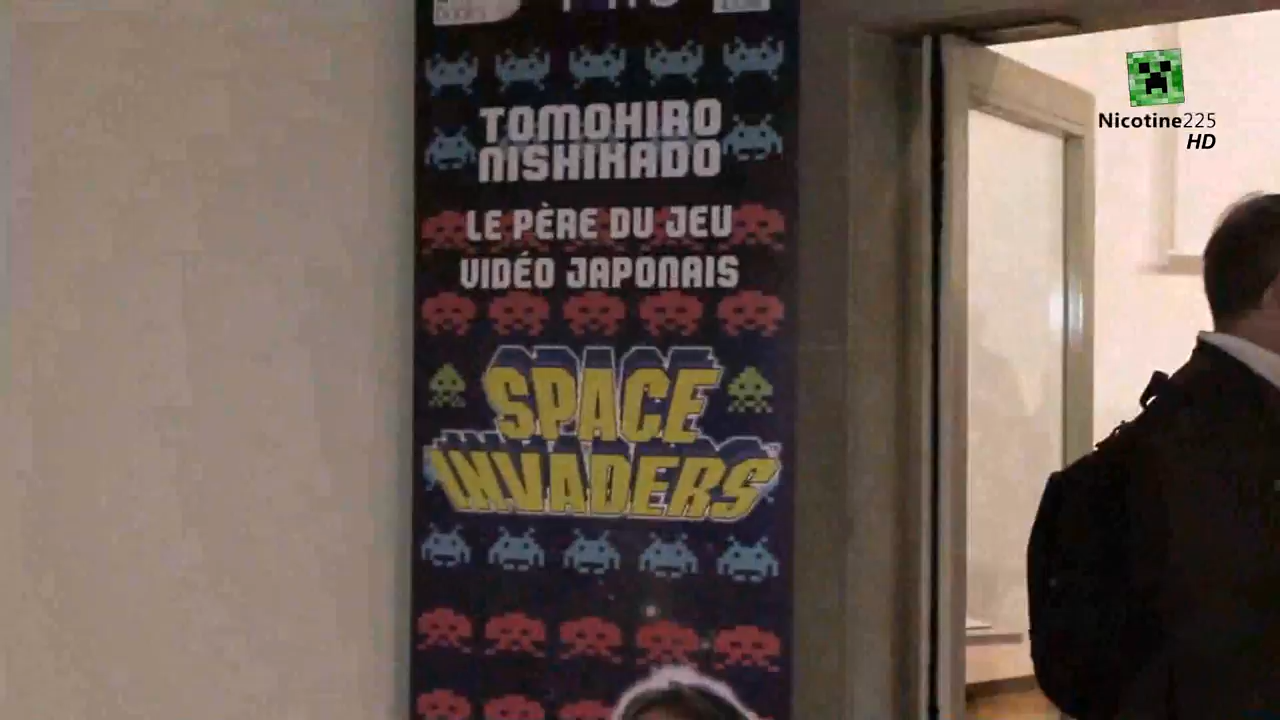 TOMOHIRO
NISHIKADO
LE PÈRE DU JEU
VIDÉO JAPONAIS
SPACE
INVADERS
Nicotine225
HD